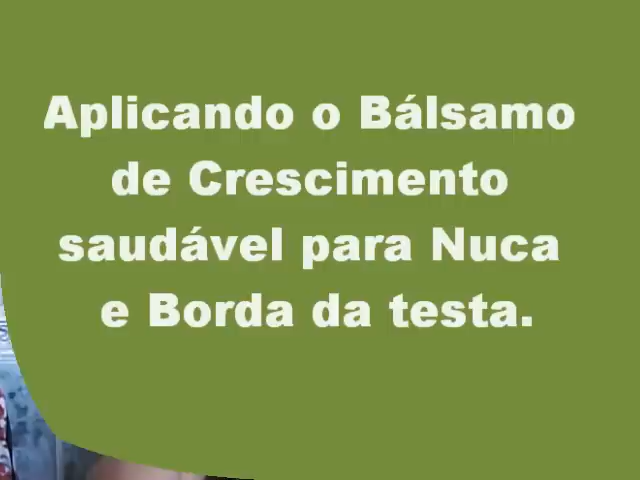 Aplicando o Bálsamo
de Crescimento
saudável para Nuca
e Borda da testa.